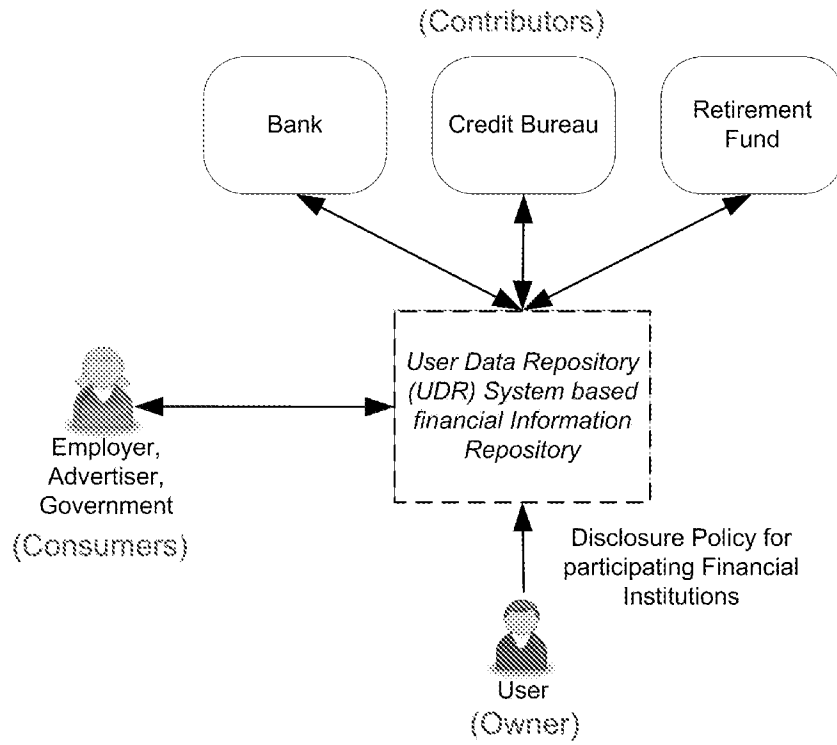 (Contributors)
Bank
Credit Bureau
Retirement
Fund
User Data Repository
(UDR) System based
financial Information
Repository
Employer,
Advertiser,
Government
(Consumers)
Disclosure Policy for
participating Financial
Institutions
User
(Owner)